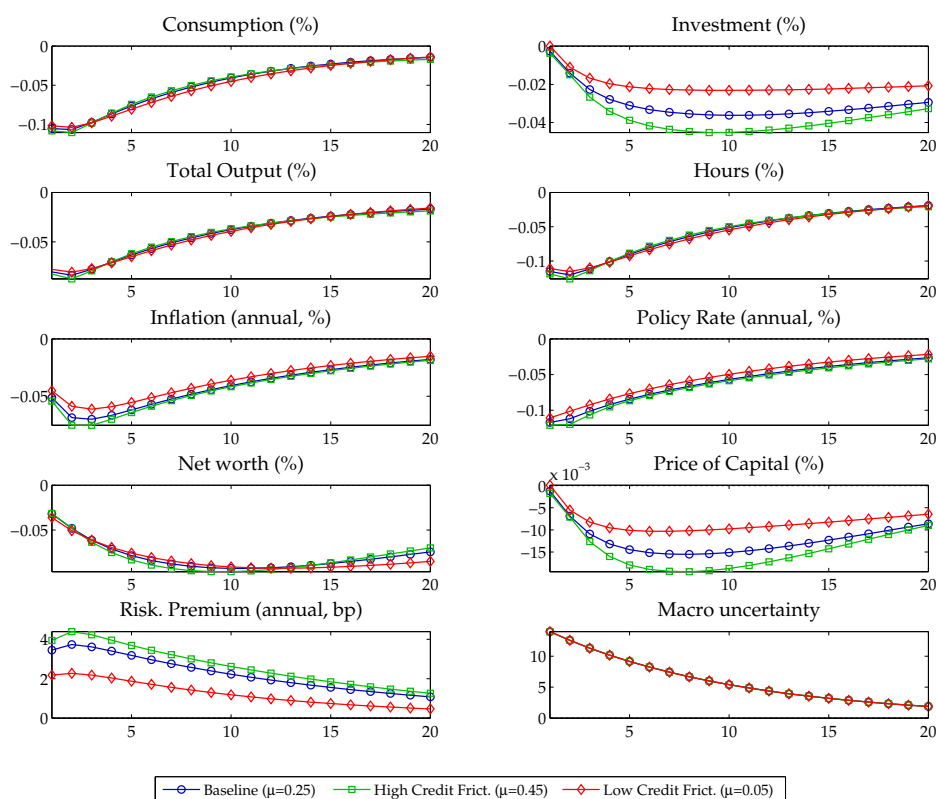 Consumption (%)
0
−0.05
−0.1
5 10 15 20
Investment (%)
0
−0.02
−0.04
5 10 15 20
Total Output (%)
0
−0.05
5 10 15 20
Hours (%)
0
−0.05
−0.1
5 10 15 20
Inflation (annual, %)
0
−0.05
5 10 15 20
Policy Rate (annual, %)
0
−0.05
−0.1
5 10 15 20
Net worth (%)
0
−0.05
5 10 15 20
Price of Capital (%)
x 10⁻³
0
−5
−10
−15
5 10 15 20
Risk. Premium (annual, bp)
4
2
0
5 10 15 20
Macro uncertainty
10
5
0
5 10 15 20
Baseline (μ=0.25) High Credit Frict. (μ=0.45) Low Credit Frict. (μ=0.05)